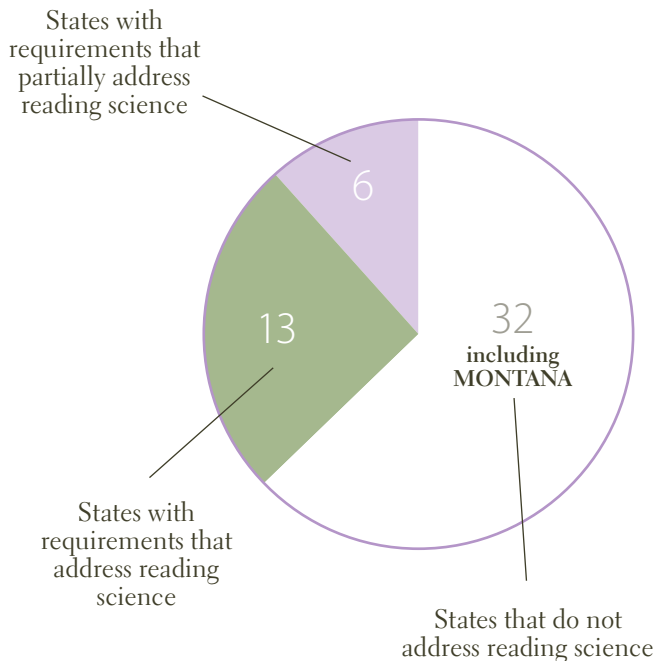 States with
requirements that
partially address
reading science
6
13
32
including
MONTANA
States with
requirements that
address reading
science
States that do not
address reading science